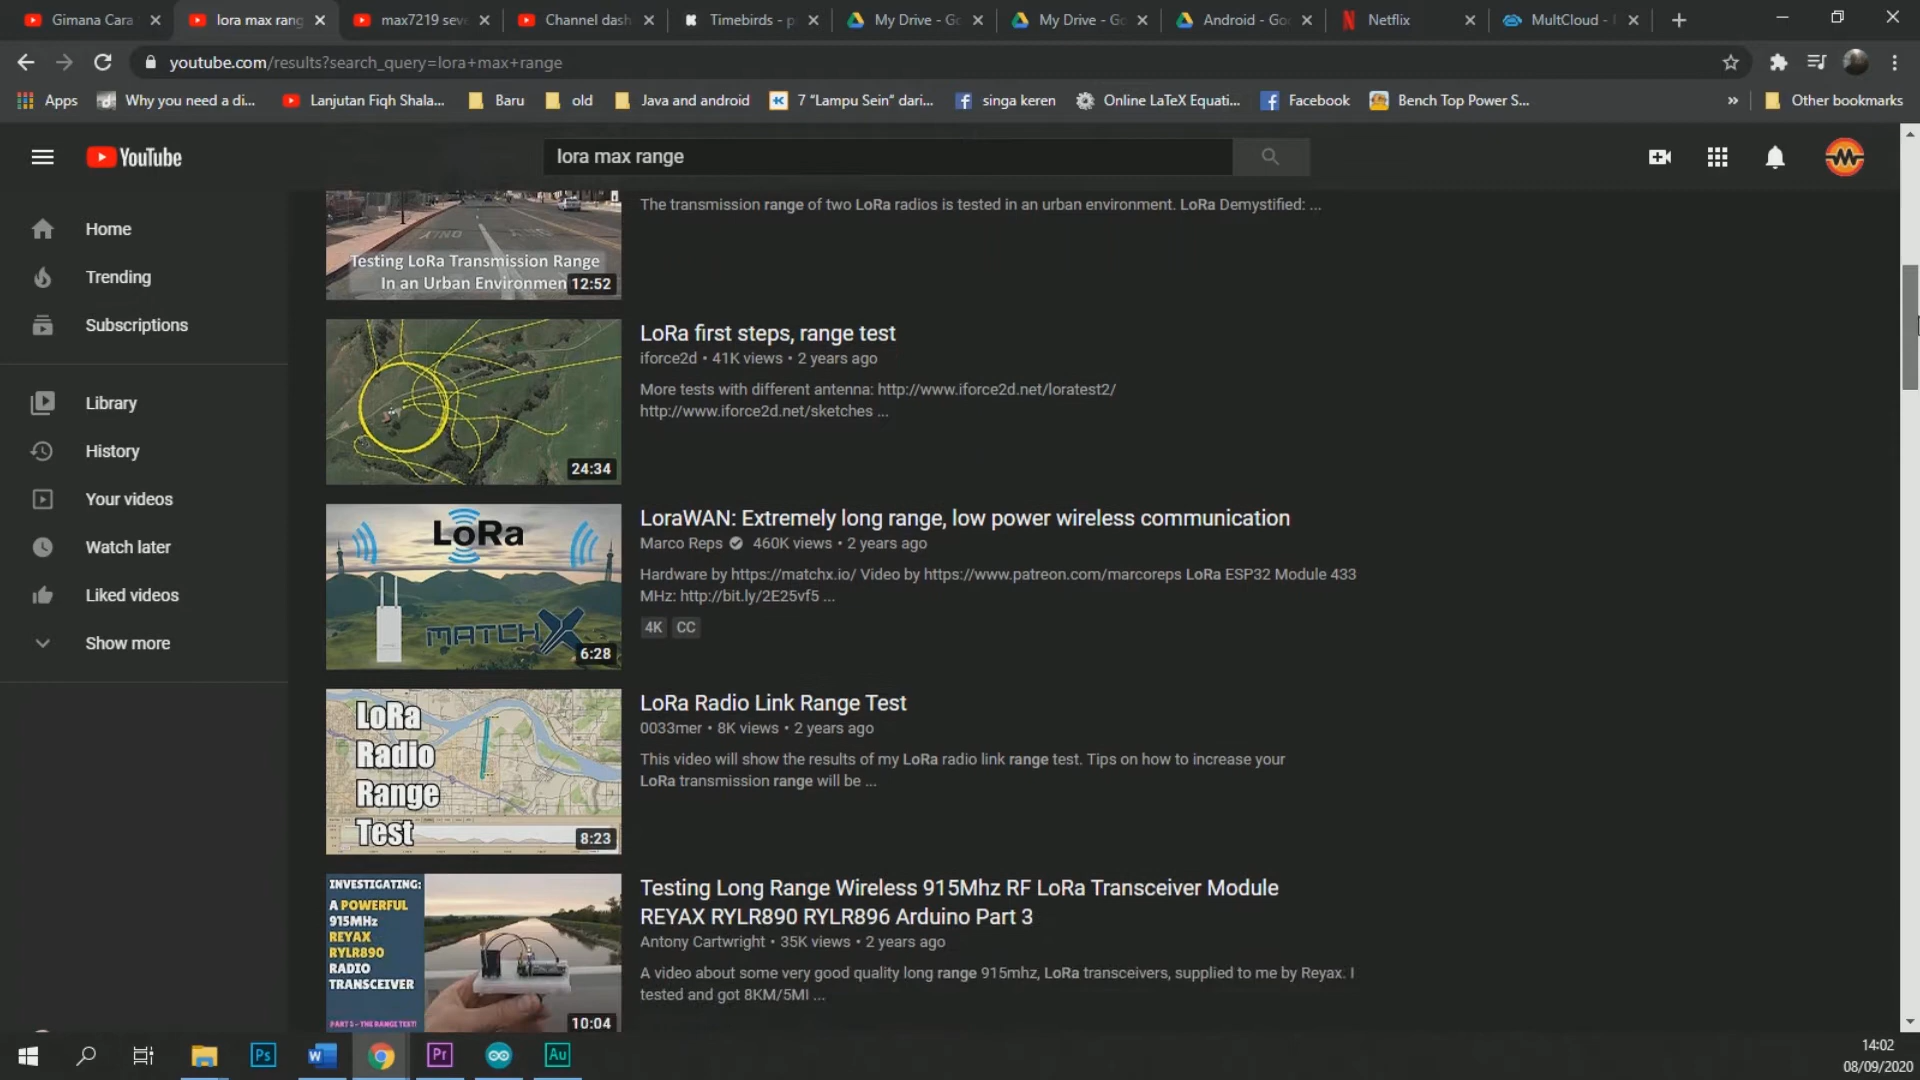 Gimana Cara
lora max rang
max7219 seve
Channel dash
Timebirds - p
My Drive - Go
My Drive - Go
Android - Goo
Netflix
MultCloud -
youtube.com/results?search_query=lora+max+range
Apps
Why you need a di...
Lanjutan Fiqh Shala...
Baru
old
Java and android
7 "Lampu Sein" dari...
singa keren
Online LaTeX Equati...
Facebook
Bench Top Power S...
»
Other bookmarks
YouTube
lora max range
Home
Trending
Subscriptions
Library
History
Your videos
Watch later
Liked videos
Show more
Testing LoRa Transmission Range
In an Urban Environmen
12:52
The transmission range of two LoRa radios is tested in an urban environment. LoRa Demystified: ...
24:34
LoRa first steps, range test
iforce2d • 41K views • 2 years ago
More tests with different antenna: http://www.iforce2d.net/loratest2/
http://www.iforce2d.net/sketches ...
LoRa
MATCHX
6:28
LoraWAN: Extremely long range, low power wireless communication
Marco Reps 460K views • 2 years ago
Hardware by https://matchx.io/ Video by https://www.patreon.com/marcoreps LoRa ESP32 Module 433
MHz: http://bit.ly/2E25vf5 ...
4K CC
LoRa
Radio
Range
Test
8:23
LoRa Radio Link Range Test
0033mer • 8K views • 2 years ago
This video will show the results of my LoRa radio link range test. Tips on how to increase your
LoRa transmission range will be ...
INVESTIGATING:
A POWERFUL
915MHz
REYAX
RYLR890
RADIO
TRANSCEIVER
PART 3 - THE RANGE TEST!
10:04
Testing Long Range Wireless 915Mhz RF LoRa Transceiver Module
REYAX RYLR890 RYLR896 Arduino Part 3
Antony Cartwright • 35K views • 2 years ago
A video about some very good quality long range 915mhz, LoRa transceivers, supplied to me by Reyax. I
tested and got 8KM/5MI ...
Ps
W
Pr
Au
14:02
08/09/2020